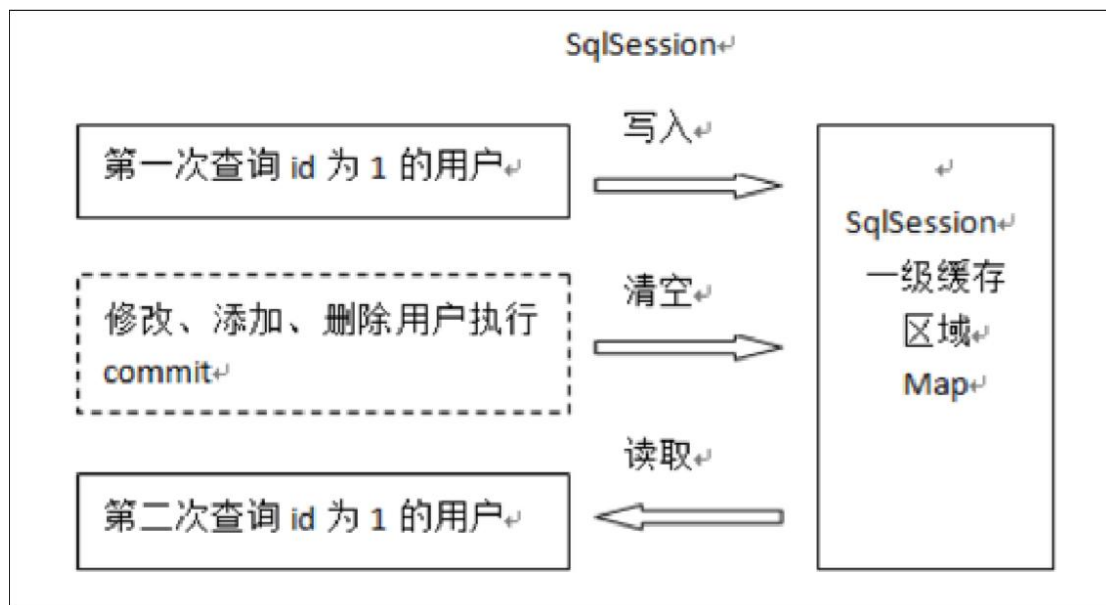 SqlSession↵
第一次查询 id 为 1 的用户↵
写入↵
↵
SqlSession↵
一级缓存
区域↵
Map↵
修改、添加、删除用户执行
commit↵
清空↵
第二次查询 id 为 1 的用户↵
读取↵